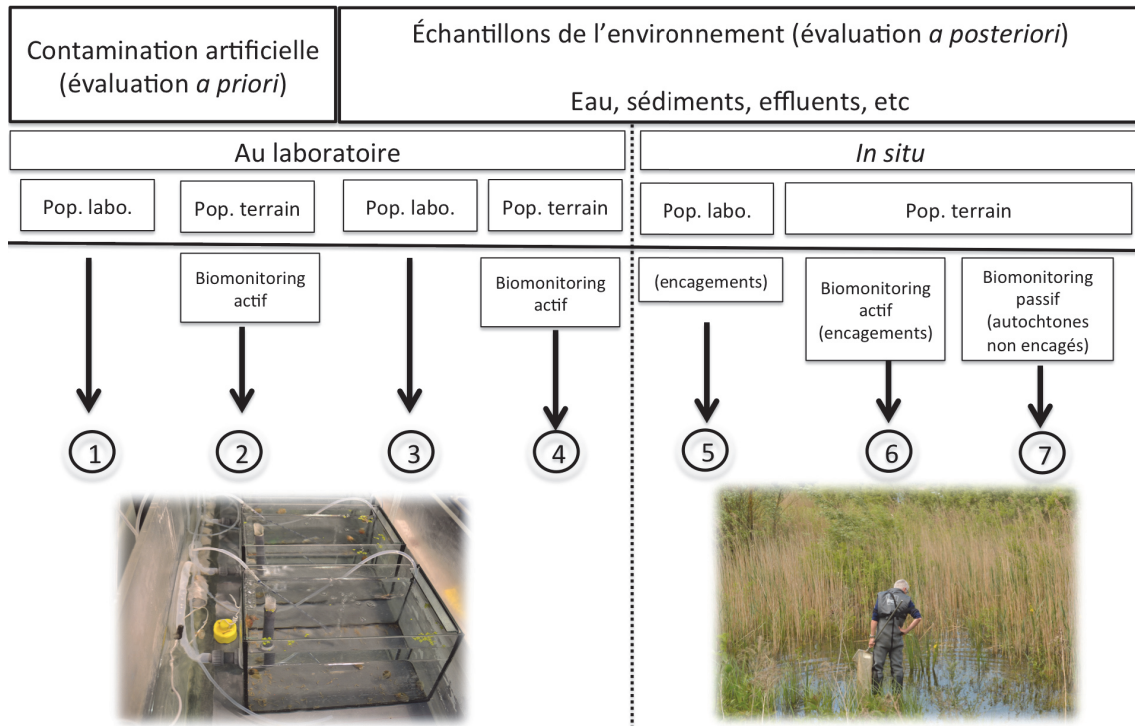 Contamination artificielle
(évaluation a priori)
Échantillons de l’environnement (évaluation a posteriori)
Eau, sédiments, effluents, etc
Au laboratoire
In situ
Pop. labo.
Pop. terrain
Pop. labo.
Pop. terrain
Pop. labo.
Pop. terrain
Biomonitoring
actif
Biomonitoring
actif
(encagements)
Biomonitoring
actif
(encagements)
Biomonitoring
passif
(autochtones
non encagés)
1
2
3
4
5
6
7